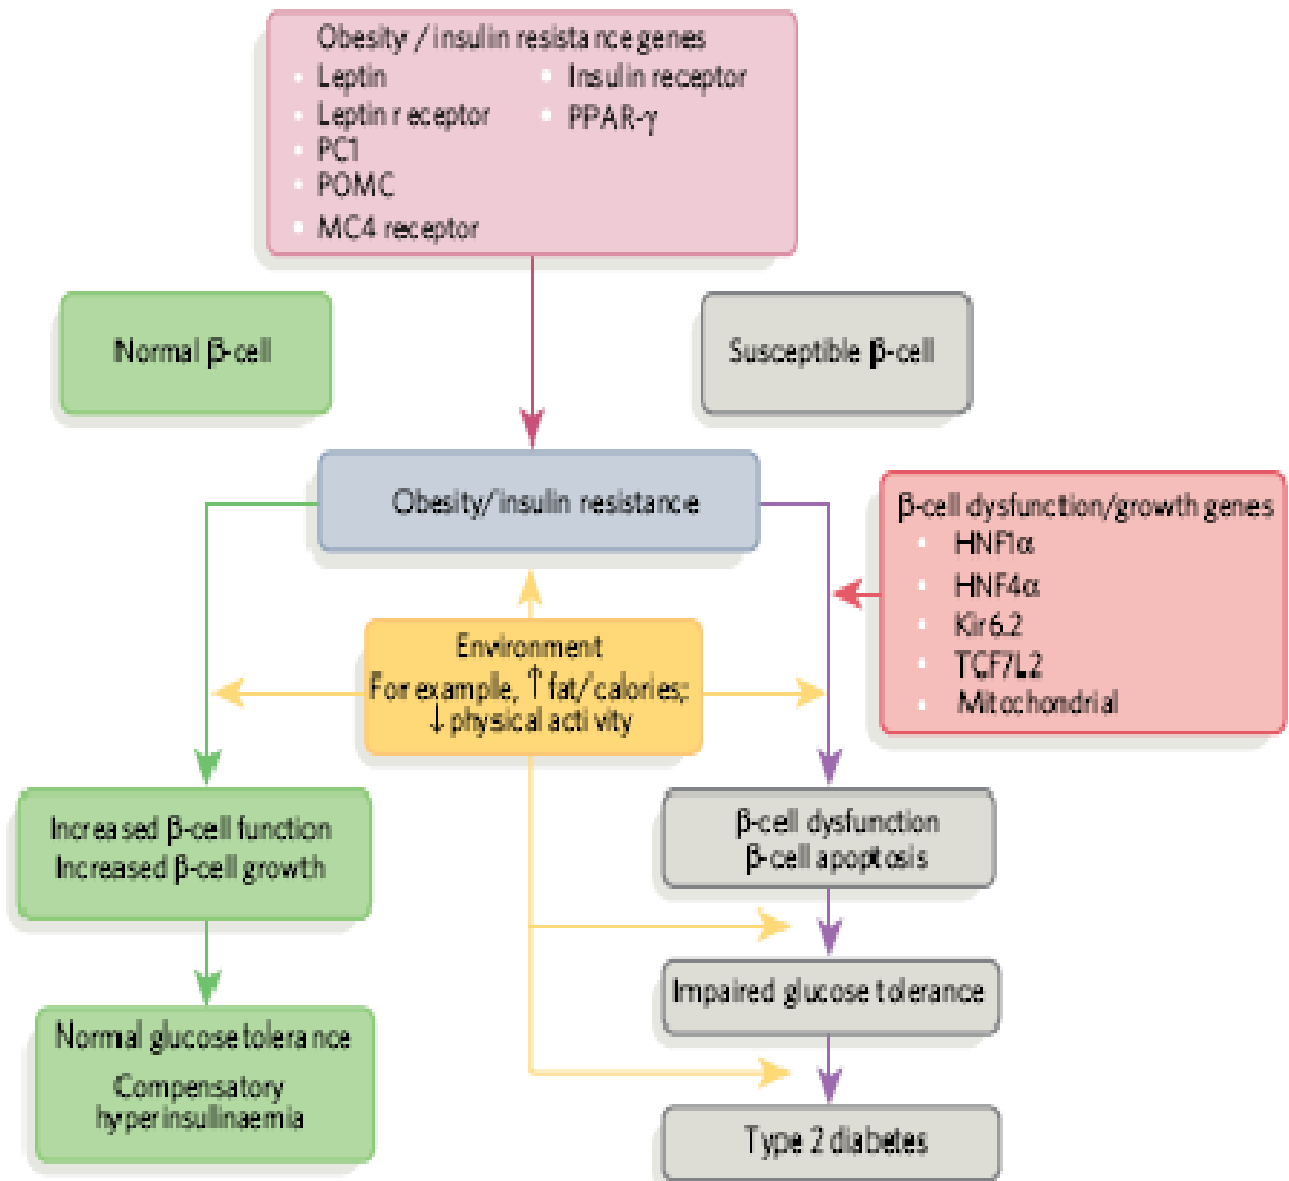 Obesity / insulin resistance genes
Leptin
Leptin receptor
PC1
POMC
MC4 receptor
Insulin receptor
PPAR-γ
Normal β-cell
Susceptible β-cell
Obesity/insulin resistance
β-cell dysfunction/growth genes
HNF1α
HNF4α
Kir6.2
TCF7L2
Mitochondrial
Environment
For example, ↑ fat/calories;
↓ physical activity
Increased β-cell function
Increased β-cell growth
β-cell dysfunction
β-cell apoptosis
Normal glucose tolerance
Compensatory
hyperinsulinaemia
Impaired glucose tolerance
Type 2 diabetes